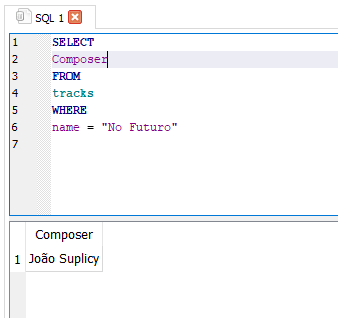 SQL 1
1 SELECT
2 Composer
3 FROM
4 tracks
5 WHERE
6 name = "No Futuro"
7
Composer
1 João Suplicy